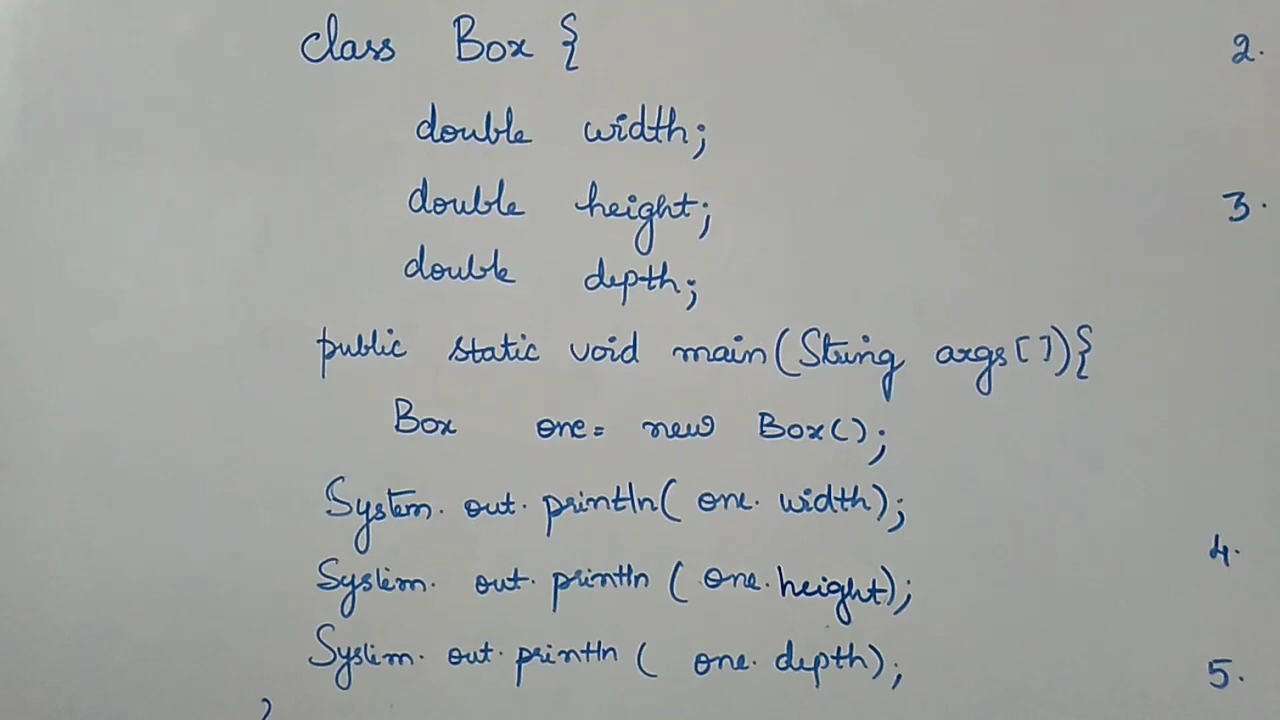 class Box {
2.
double width;
double height;
3.
double depth;
public static void main(String args[]){
Box one= new Box();
System.out.println( one.width);
4.
System.out.println ( one.height);
System.out.println ( one.depth);
5.
}